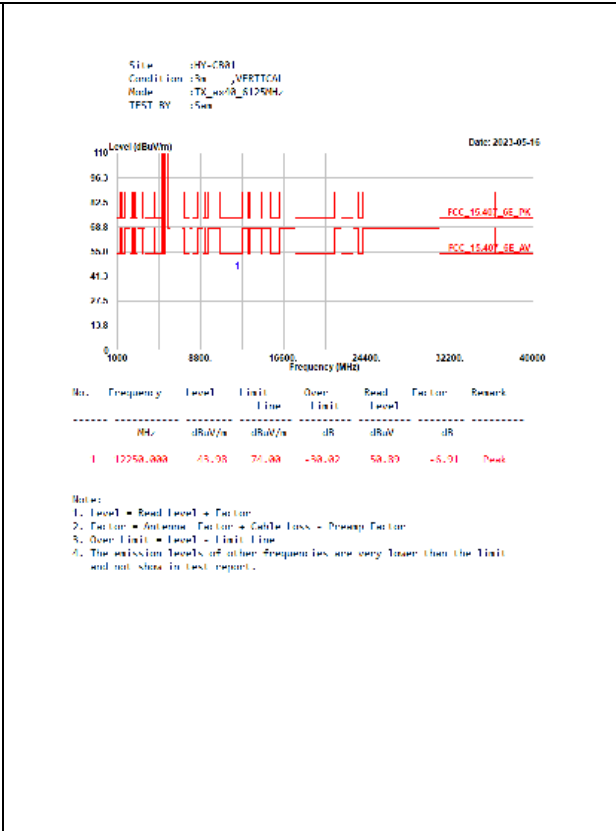 Site :HY-CB01
Condition :3m ,VERTICAL
Mode :TX_ax40_6125MHz
TEST BY :Sam
Date: 2023-05-16
Level (dBuV/m)
110
96.3
82.5
FCC_15.407_6E_PK
68.8
FCC_15.407_6E_AV
55.0
1
41.3
27.5
13.8
0
1000 8800. 16600. 24400. 32200. 40000
Frequency (MHz)
No. Frequency Level Limit Over Read Factor Remark
Line Limit Level
------ ----------- -------- -------- -------- -------- -------- --------
MHz dBuV/m dBuV/m dB dBuV dB
1 12250.000 43.98 74.00 -30.02 50.89 -6.91 Peak
Note:
1. Level = Read Level + Factor
2. Factor = Antenna Factor + Cable Loss - Preamp Factor
3. Over Limit = Level - Limit Line
4. The emission levels of other frequencies are very lower than the limit
and not show in test report.